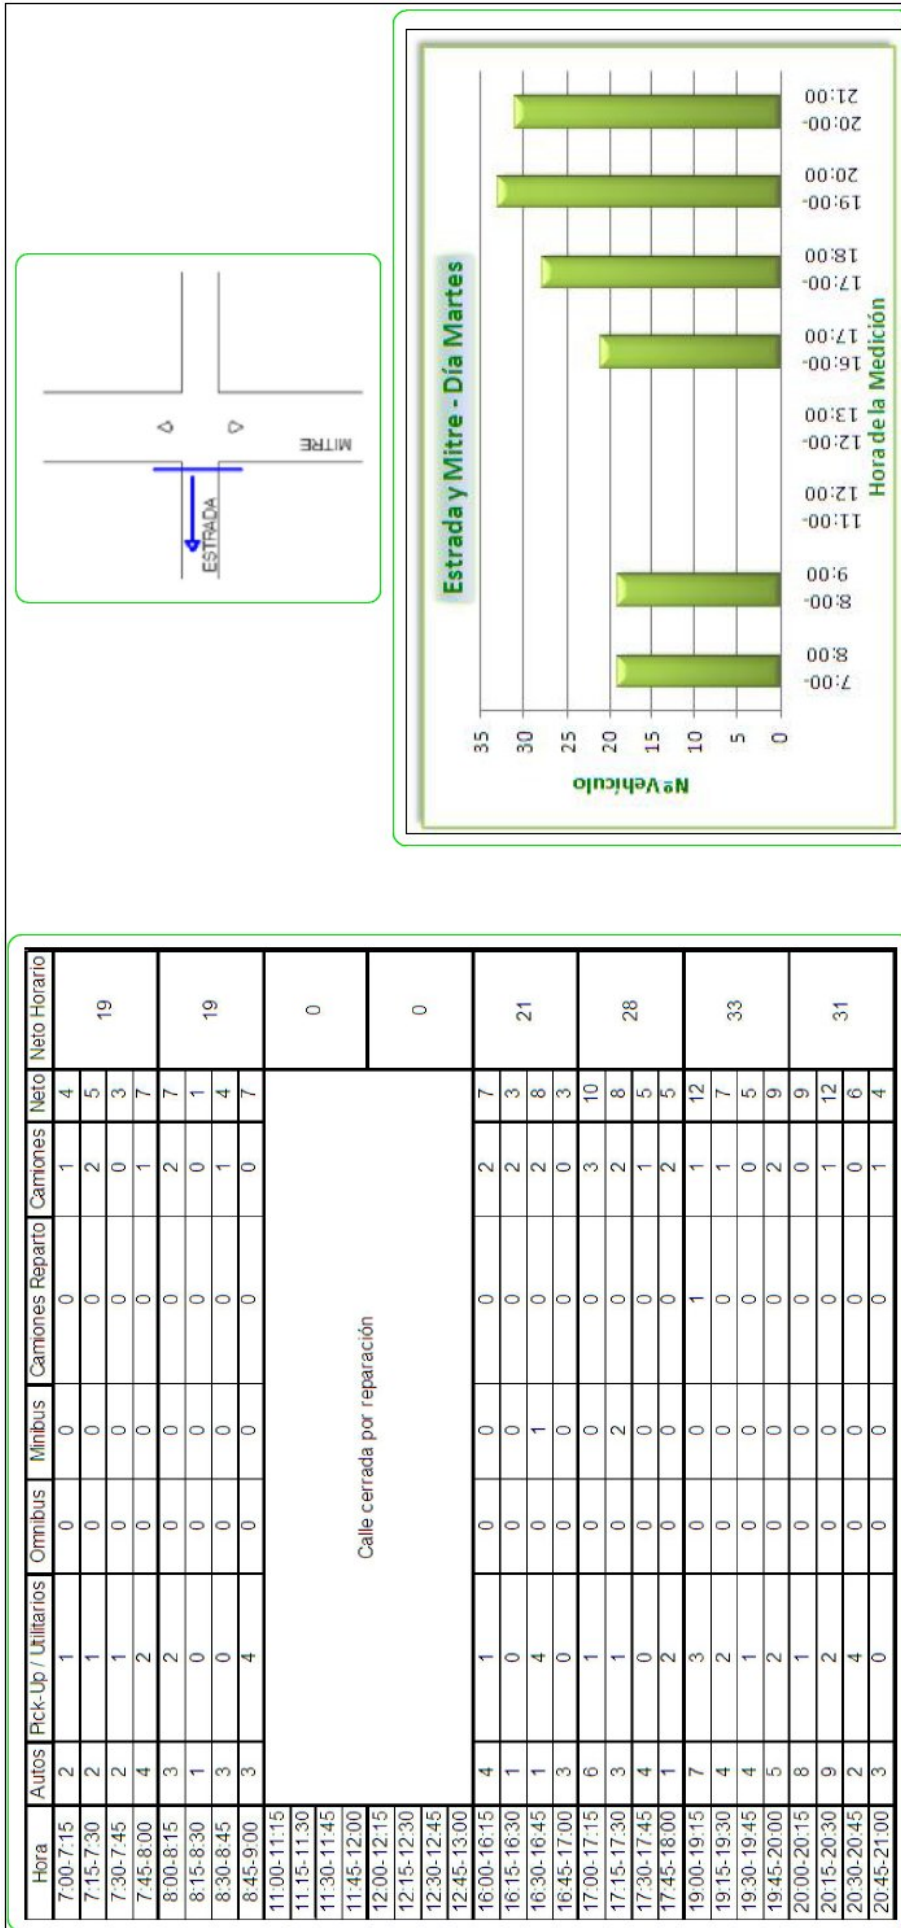 Hora Autos Pick-Up / Utilitarios Omnibus Minibus Camiones Reparto Camiones Neto Neto Horario
7:00-7:15 2 1 0 0 0 1 4 19
7:15-7:30 2 1 0 0 0 2 5
7:30-7:45 2 1 0 0 0 0 3
7:45-8:00 4 2 0 0 0 1 7
8:00-8:15 3 2 0 0 0 2 7 19
8:15-8:30 1 0 0 0 0 0 1
8:30-8:45 3 0 0 0 0 1 4
8:45-9:00 3 4 0 0 0 0 7
11:00-11:15 Calle cerrada por reparación 0
11:15-11:30
11:30-11:45
11:45-12:00
12:00-12:15 0
12:15-12:30
12:30-12:45
12:45-13:00
16:00-16:15 4 1 0 0 0 2 7 21
16:15-16:30 1 0 0 0 0 2 3
16:30-16:45 1 4 0 1 0 2 8
16:45-17:00 3 0 0 0 0 0 3
17:00-17:15 6 1 0 0 0 3 10 28
17:15-17:30 3 1 0 2 0 2 8
17:30-17:45 4 0 0 0 0 1 5
17:45-18:00 1 2 0 0 0 2 5
19:00-19:15 7 3 0 0 1 1 12 33
19:15-19:30 4 2 0 0 0 1 7
19:30-19:45 4 1 0 0 0 0 5
19:45-20:00 5 2 0 0 0 2 9
20:00-20:15 8 1 0 0 0 0 9 31
20:15-20:30 9 2 0 0 0 1 12
20:30-20:45 2 4 0 0 0 0 6
20:45-21:00 3 0 0 0 0 1 4
ESTRADA
MITRE
Estrada y Mitre - Día Martes
Nº Vehículo
35
30
25
20
15
10
5
0
7:00- 8:00- 11:00- 12:00- 16:00- 17:00- 19:00- 20:00-
8:00 9:00 12:00 13:00 17:00 18:00 20:00 21:00
Hora de la Medición